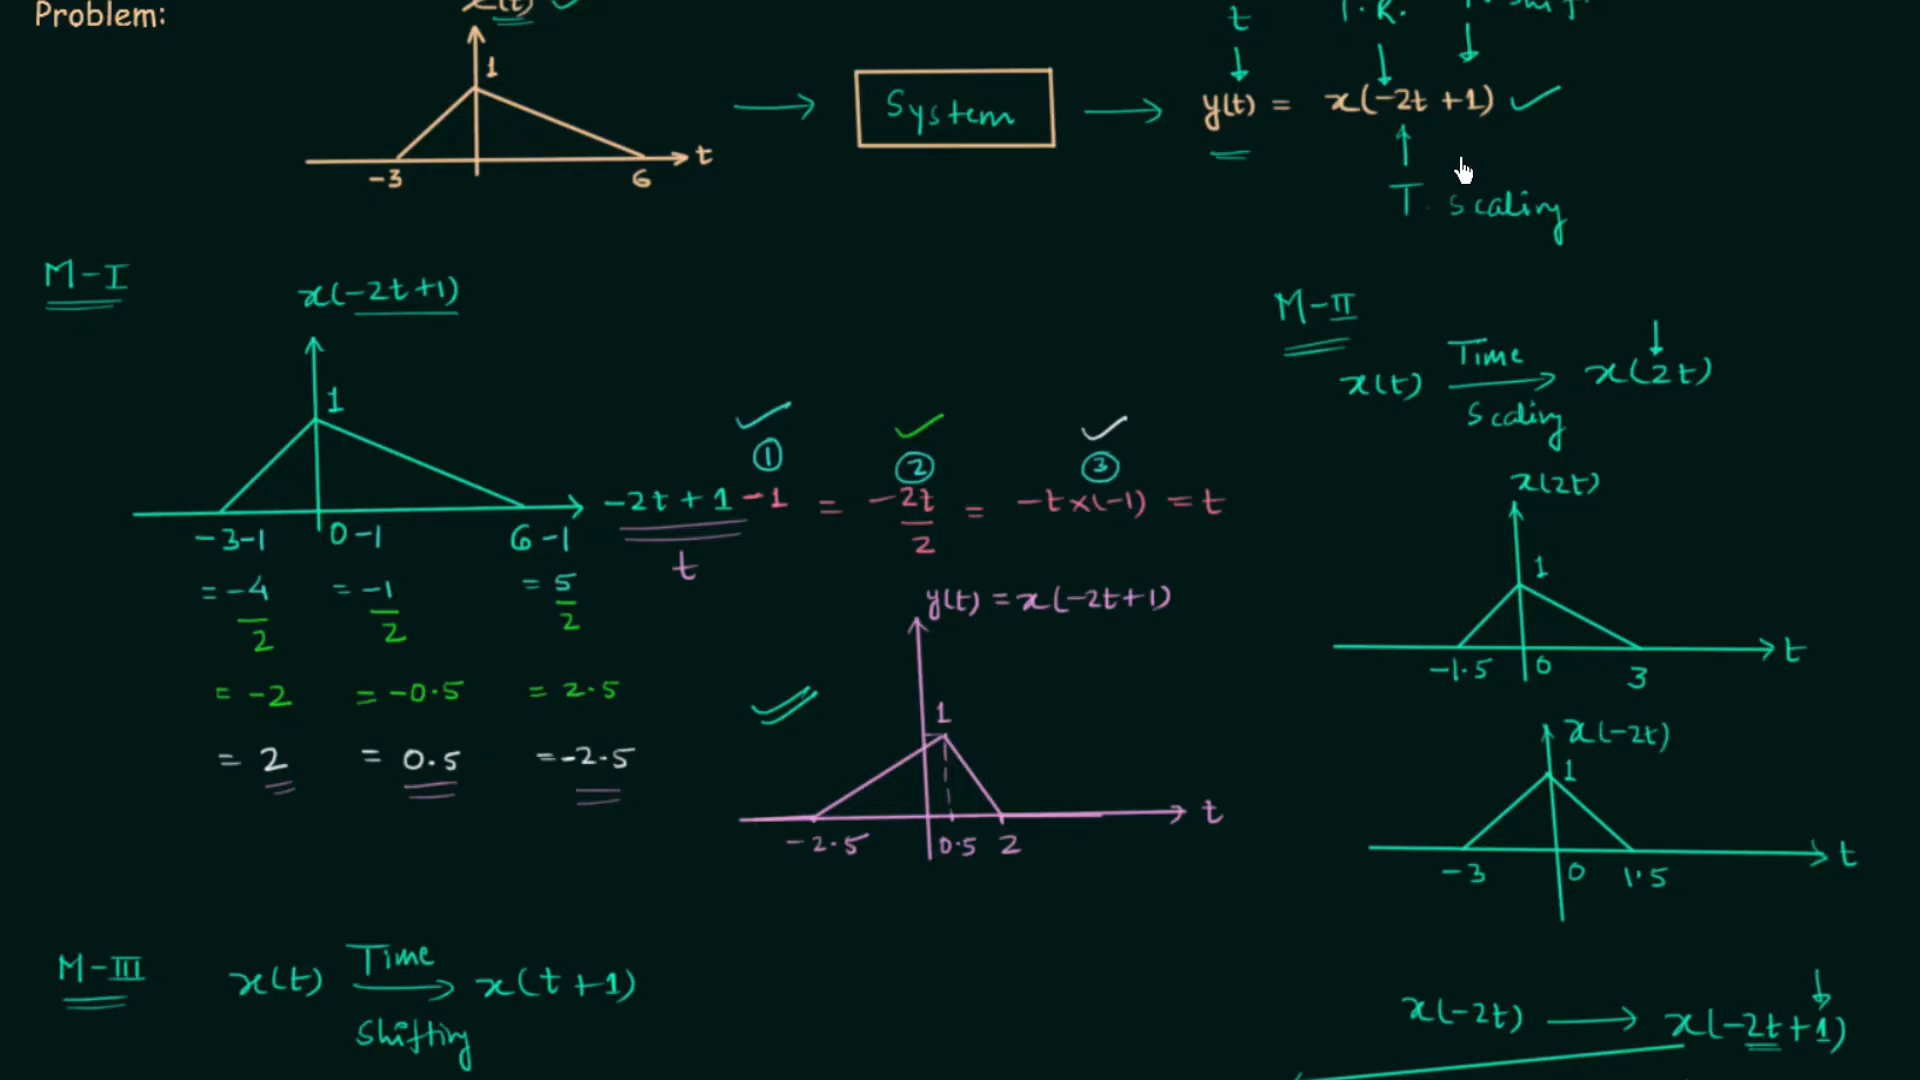 Problem:
x(t)
1
-3
6
t
System
t
T.R.
y(t) = x(-2t +1)
T. scaling
M-I
x(-2t+1)
1
-3-1
0-1
6-1
= -4/2
= -1/2
= 5/2
= -2
= -0.5
= 2.5
= 2
= 0.5
=-2.5
① ② ③
-2t+1-1 = -2t/2 = -t×(-1) = t
t
y(t) = x(-2t+1)
1
-2.5
0.5
2
t
M-II
x(t) Time Scaling x(2t)
x(2t)
1
-1.5
0
3
t
x(-2t)
1
-3
0
1.5
t
x(-2t) → x(-2t+1)
M-III
x(t) Time Shifting x(t+1)